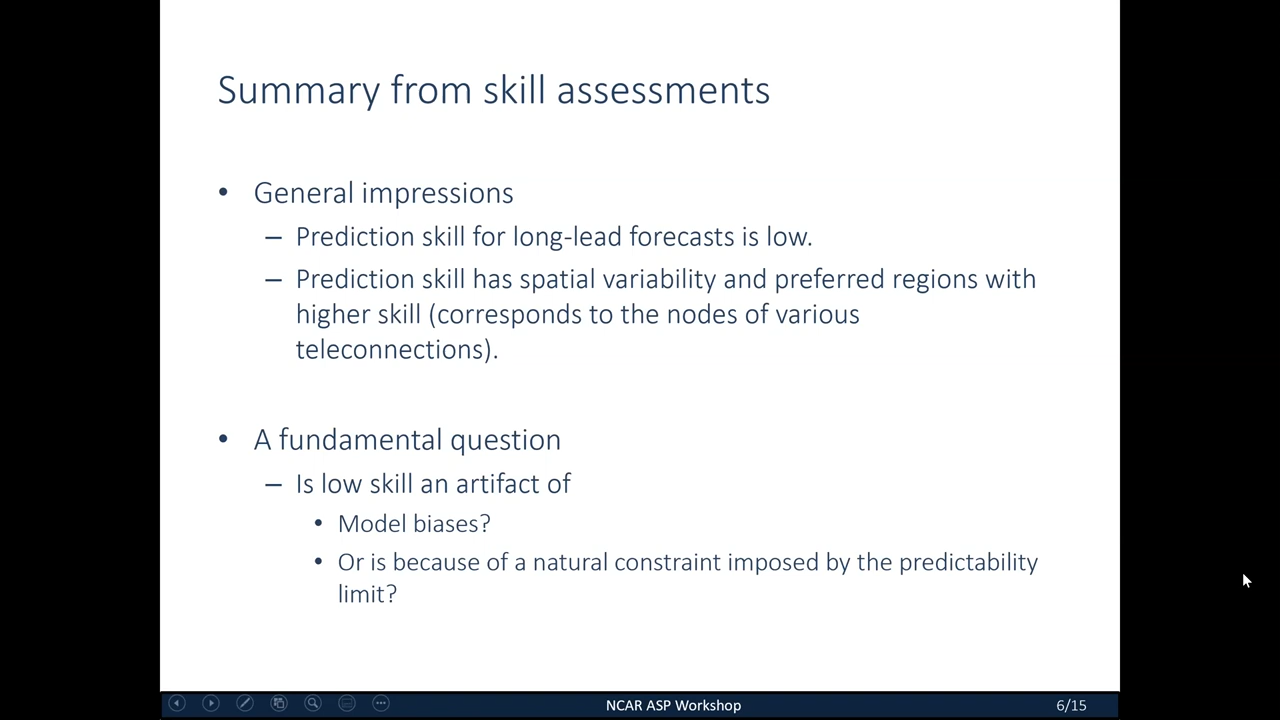 Summary from skill assessments
• General impressions
– Prediction skill for long-lead forecasts is low.
– Prediction skill has spatial variability and preferred regions with
higher skill (corresponds to the nodes of various
teleconnections).
• A fundamental question
– Is low skill an artifact of
• Model biases?
• Or is because of a natural constraint imposed by the predictability
limit?
NCAR ASP Workshop
6/15